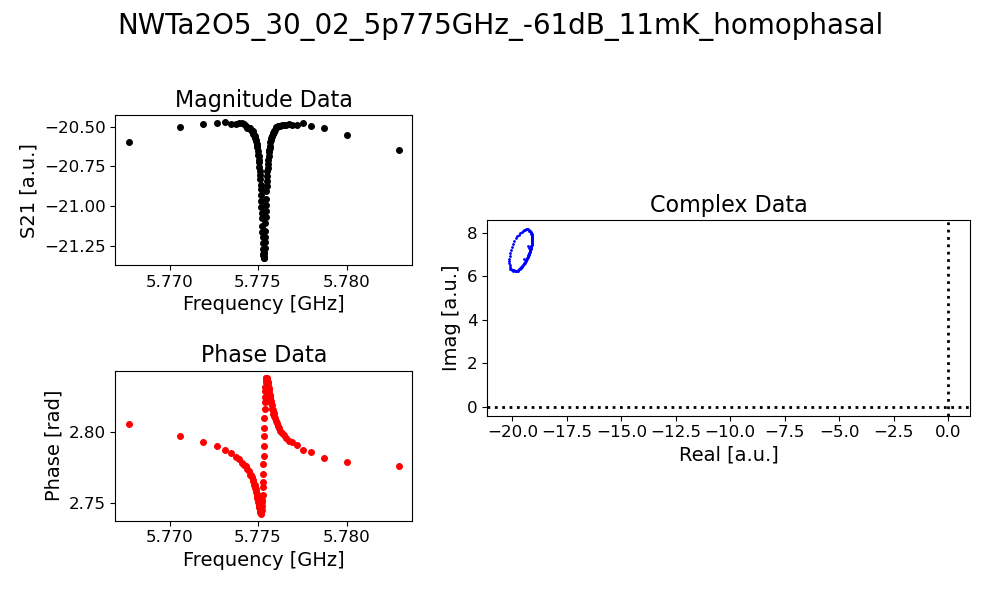 NWTa2O5_30_02_5p775GHz_-61dB_11mK_homophasal
Magnitude Data
S21 [a.u.]
−20.50
−20.75
−21.00
−21.25
5.770 5.775 5.780
Frequency [GHz]
Phase Data
Phase [rad]
2.80
2.75
5.770 5.775 5.780
Frequency [GHz]
Complex Data
Imag [a.u.]
8
6
4
2
0
−20.0 −17.5 −15.0 −12.5 −10.0 −7.5 −5.0 −2.5 0.0
Real [a.u.]